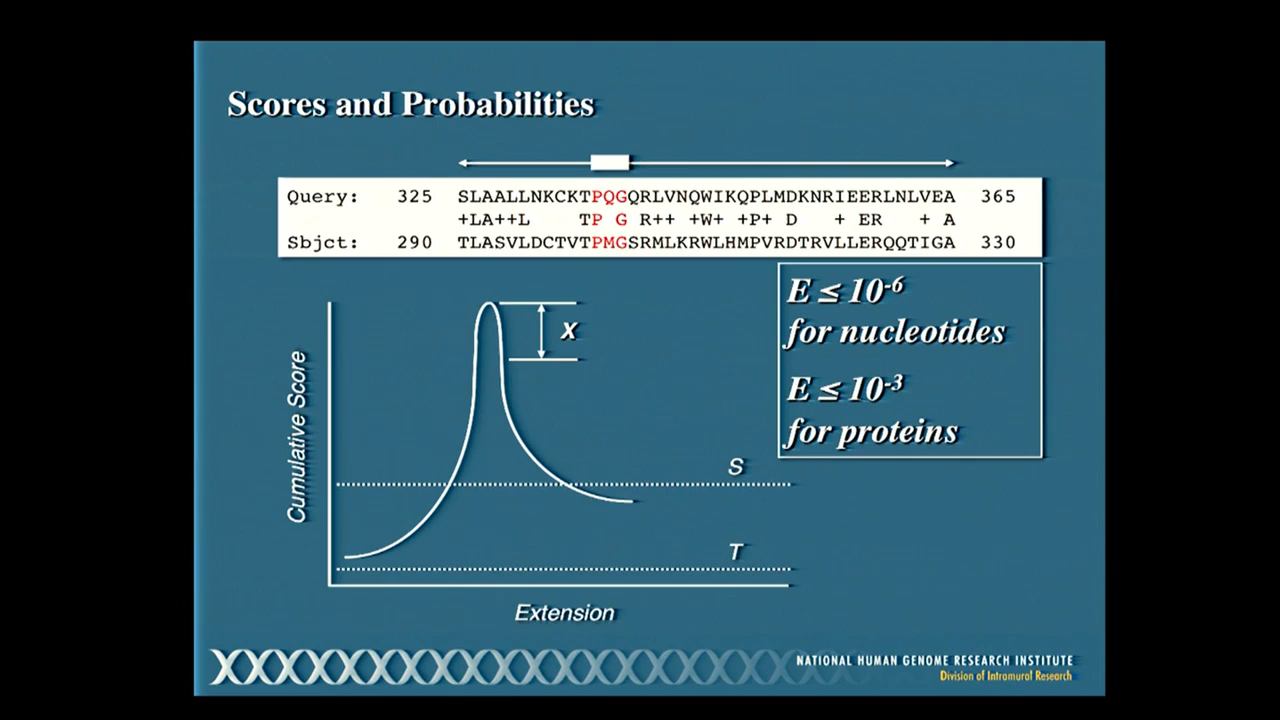 Scores and Probabilities
Query: 325 SLAALLNKCKTPQGQRLVNQWIKQPLMDKNRIEERLNLVEA 365
+LA++L TP G R++ +W+ +P+ D + ER + A
Sbjct: 290 TLASVLDCTVTPMGSRMLKRWLHMPVRDTRVLLERQQTIGA 330
E ≤ 10-6
for nucleotides
E ≤ 10-3
for proteins
X
Cumulative Score
S
T
Extension
NATIONAL HUMAN GENOME RESEARCH INSTITUTE
Division of Intramural Research